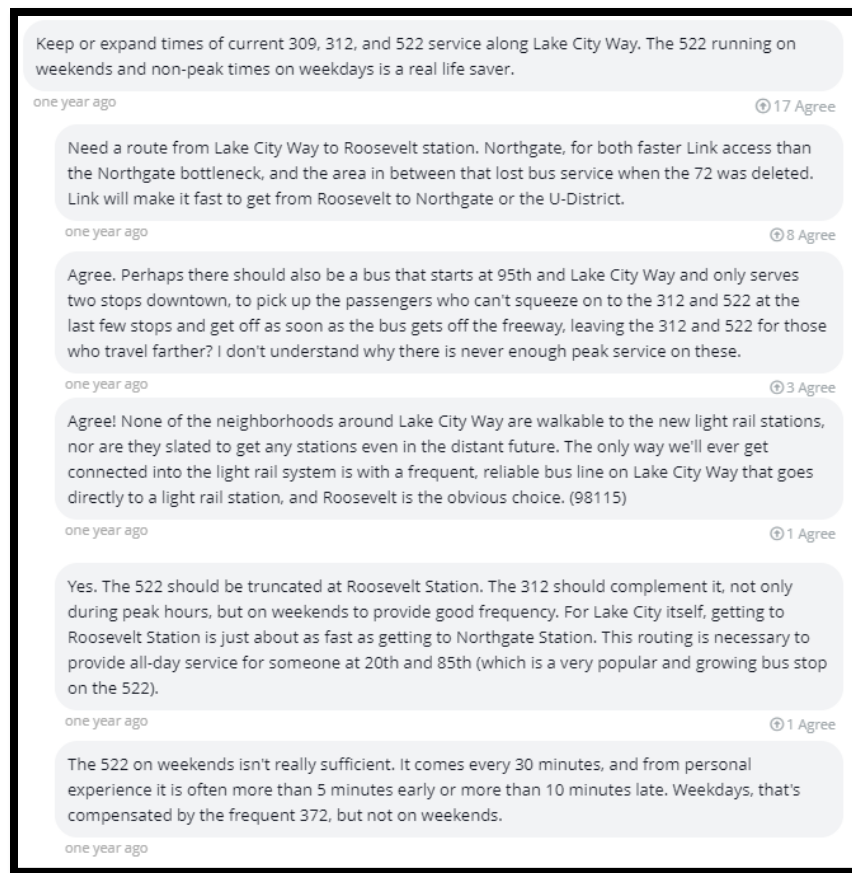 Keep or expand times of current 309, 312, and 522 service along Lake City Way. The 522 running on
weekends and non-peak times on weekdays is a real life saver.
one year ago
17 Agree
Need a route from Lake City Way to Roosevelt station. Northgate, for both faster Link access than
the Northgate bottleneck, and the area in between that lost bus service when the 72 was deleted.
Link will make it fast to get from Roosevelt to Northgate or the U-District.
one year ago
8 Agree
Agree. Perhaps there should also be a bus that starts at 95th and Lake City Way and only serves
two stops downtown, to pick up the passengers who can't squeeze on to the 312 and 522 at the
last few stops and get off as soon as the bus gets off the freeway, leaving the 312 and 522 for those
who travel farther? I don't understand why there is never enough peak service on these.
one year ago
3 Agree
Agree! None of the neighborhoods around Lake City Way are walkable to the new light rail stations,
nor are they slated to get any stations even in the distant future. The only way we'll ever get
connected into the light rail system is with a frequent, reliable bus line on Lake City Way that goes
directly to a light rail station, and Roosevelt is the obvious choice. (98115)
one year ago
1 Agree
Yes. The 522 should be truncated at Roosevelt Station. The 312 should complement it, not only
during peak hours, but on weekends to provide good frequency. For Lake City itself, getting to
Roosevelt Station is just about as fast as getting to Northgate Station. This routing is necessary to
provide all-day service for someone at 20th and 85th (which is a very popular and growing bus stop
on the 522).
one year ago
1 Agree
The 522 on weekends isn't really sufficient. It comes every 30 minutes, and from personal
experience it is often more than 5 minutes early or more than 10 minutes late. Weekdays, that's
compensated by the frequent 372, but not on weekends.
one year ago